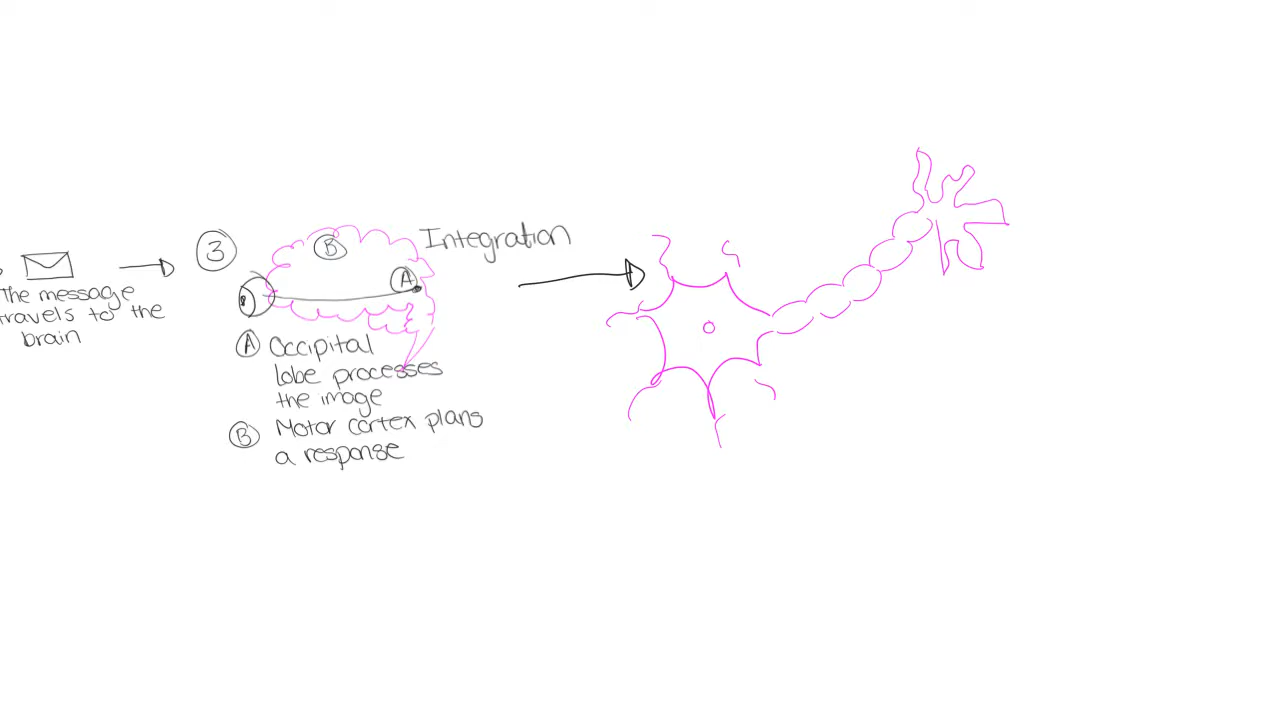 The message
travels to the
brain
3
B
Integration
A
A Occipital
lobe processes
the image
B Motor cortex plans
a response